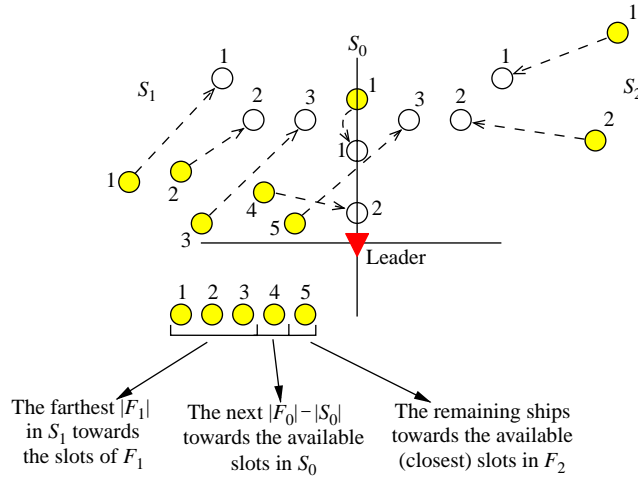 S0
1
1
1
S1
S2
2
3
3
2
2
1
1
2
4
2
3
5
Leader
1 2 3 4 5
The farthest |F1|
in S1 towards
the slots of F1
The next |F0|−|S0|
towards the available
slots in S0
The remaining ships
towards the available
(closest) slots in F2